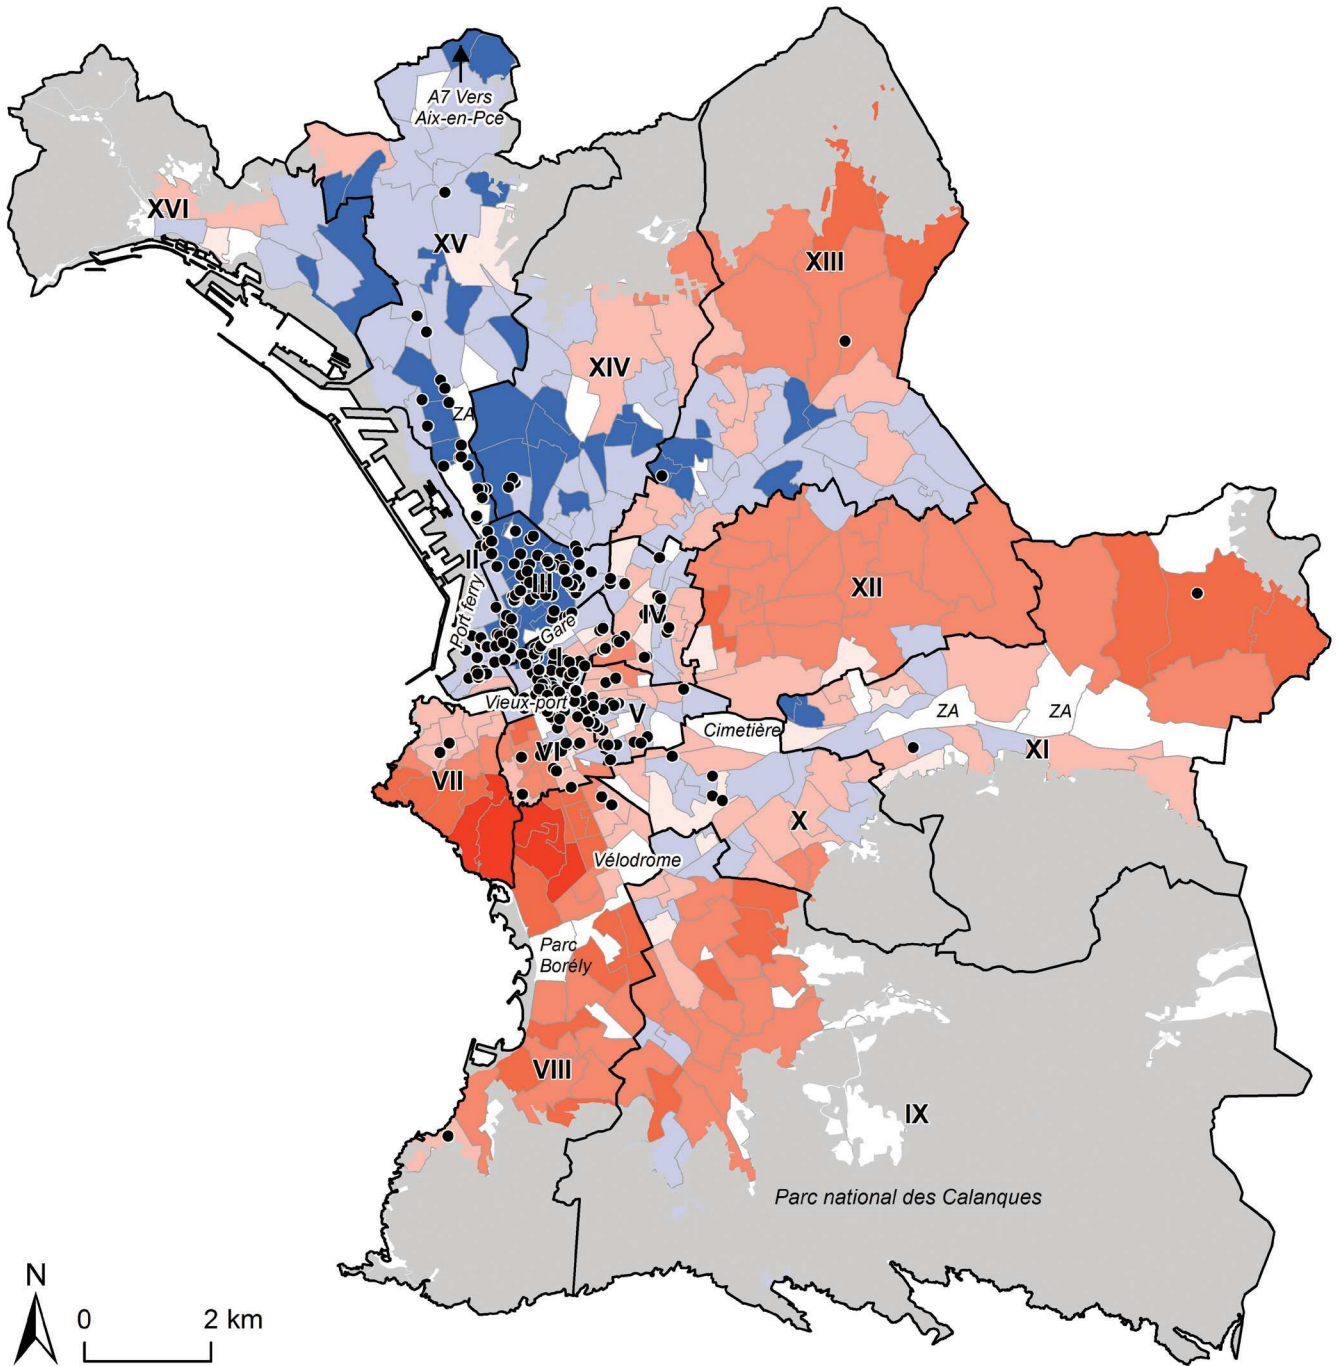 A7 Vers
Aix-en-Pce
XVI
XV
XIII
XIV
ZA
II
III
XII
Port ferry
Gare
IV
I
Vieux-port
V
Cimetière
ZA
ZA
VI
XI
VII
X
Vélodrome
Parc
Borély
VIII
IX
Parc national des Calanques
N
0
2 km